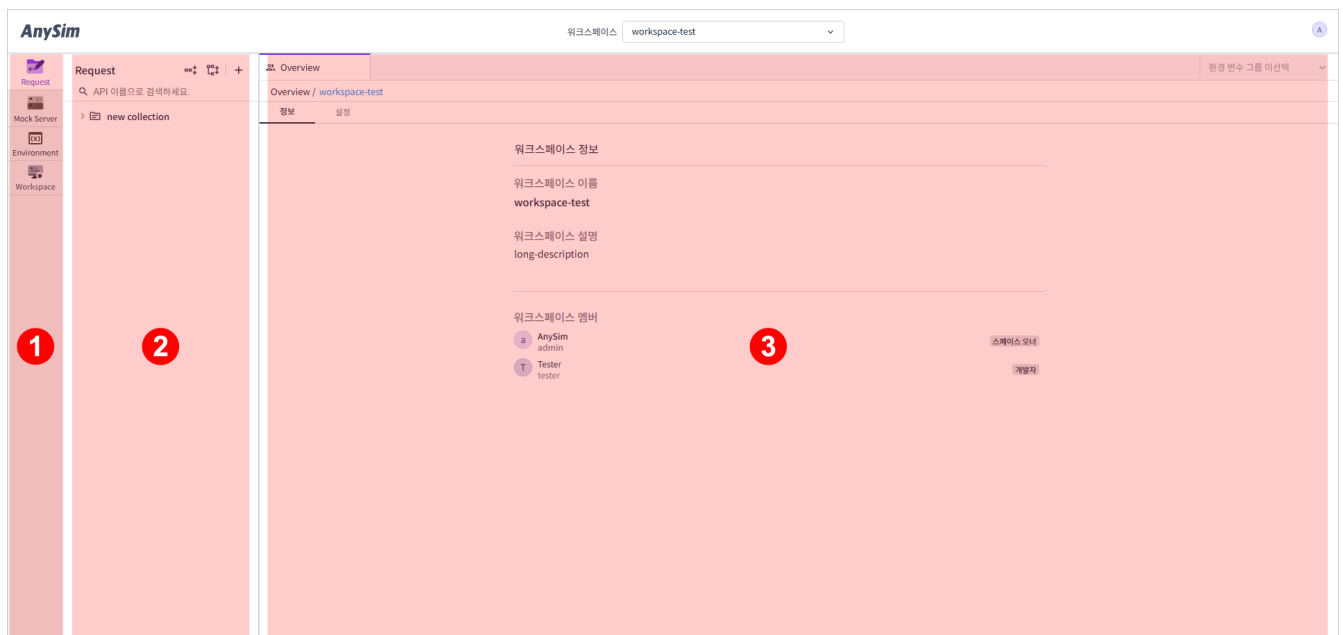 AnySim
워크스페이스 workspace-test
A
Request
Mock Server
Environment
Workspace
Request
API 이름으로 검색하세요.
new collection
Overview
환경 변수 그룹 미선택
Overview / workspace-test
정보 설정
워크스페이스 정보
워크스페이스 이름
workspace-test
워크스페이스 설명
long-description
워크스페이스 멤버
a AnySim 스페이스 오너
admin
T Tester 개발자
tester
1
2
3